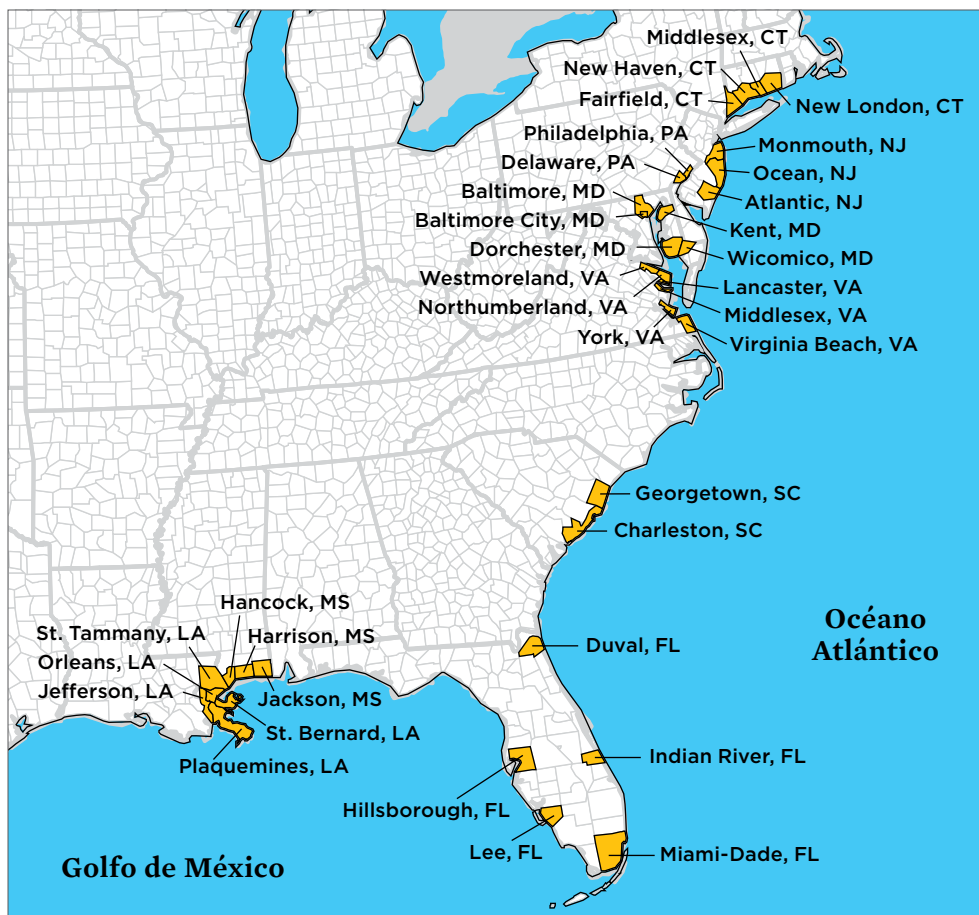 Middlesex, CT
New Haven, CT
Fairfield, CT
New London, CT
Philadelphia, PA
Monmouth, NJ
Delaware, PA
Ocean, NJ
Baltimore, MD
Atlantic, NJ
Baltimore City, MD
Kent, MD
Dorchester, MD
Wicomico, MD
Westmoreland, VA
Lancaster, VA
Northumberland, VA
Middlesex, VA
York, VA
Virginia Beach, VA
Georgetown, SC
Charleston, SC
Hancock, MS
St. Tammany, LA
Harrison, MS
Orleans, LA
Jefferson, LA
Jackson, MS
St. Bernard, LA
Plaquemines, LA
Duval, FL
Océano
Atlántico
Indian River, FL
Hillsborough, FL
Lee, FL
Miami-Dade, FL
Golfo de México